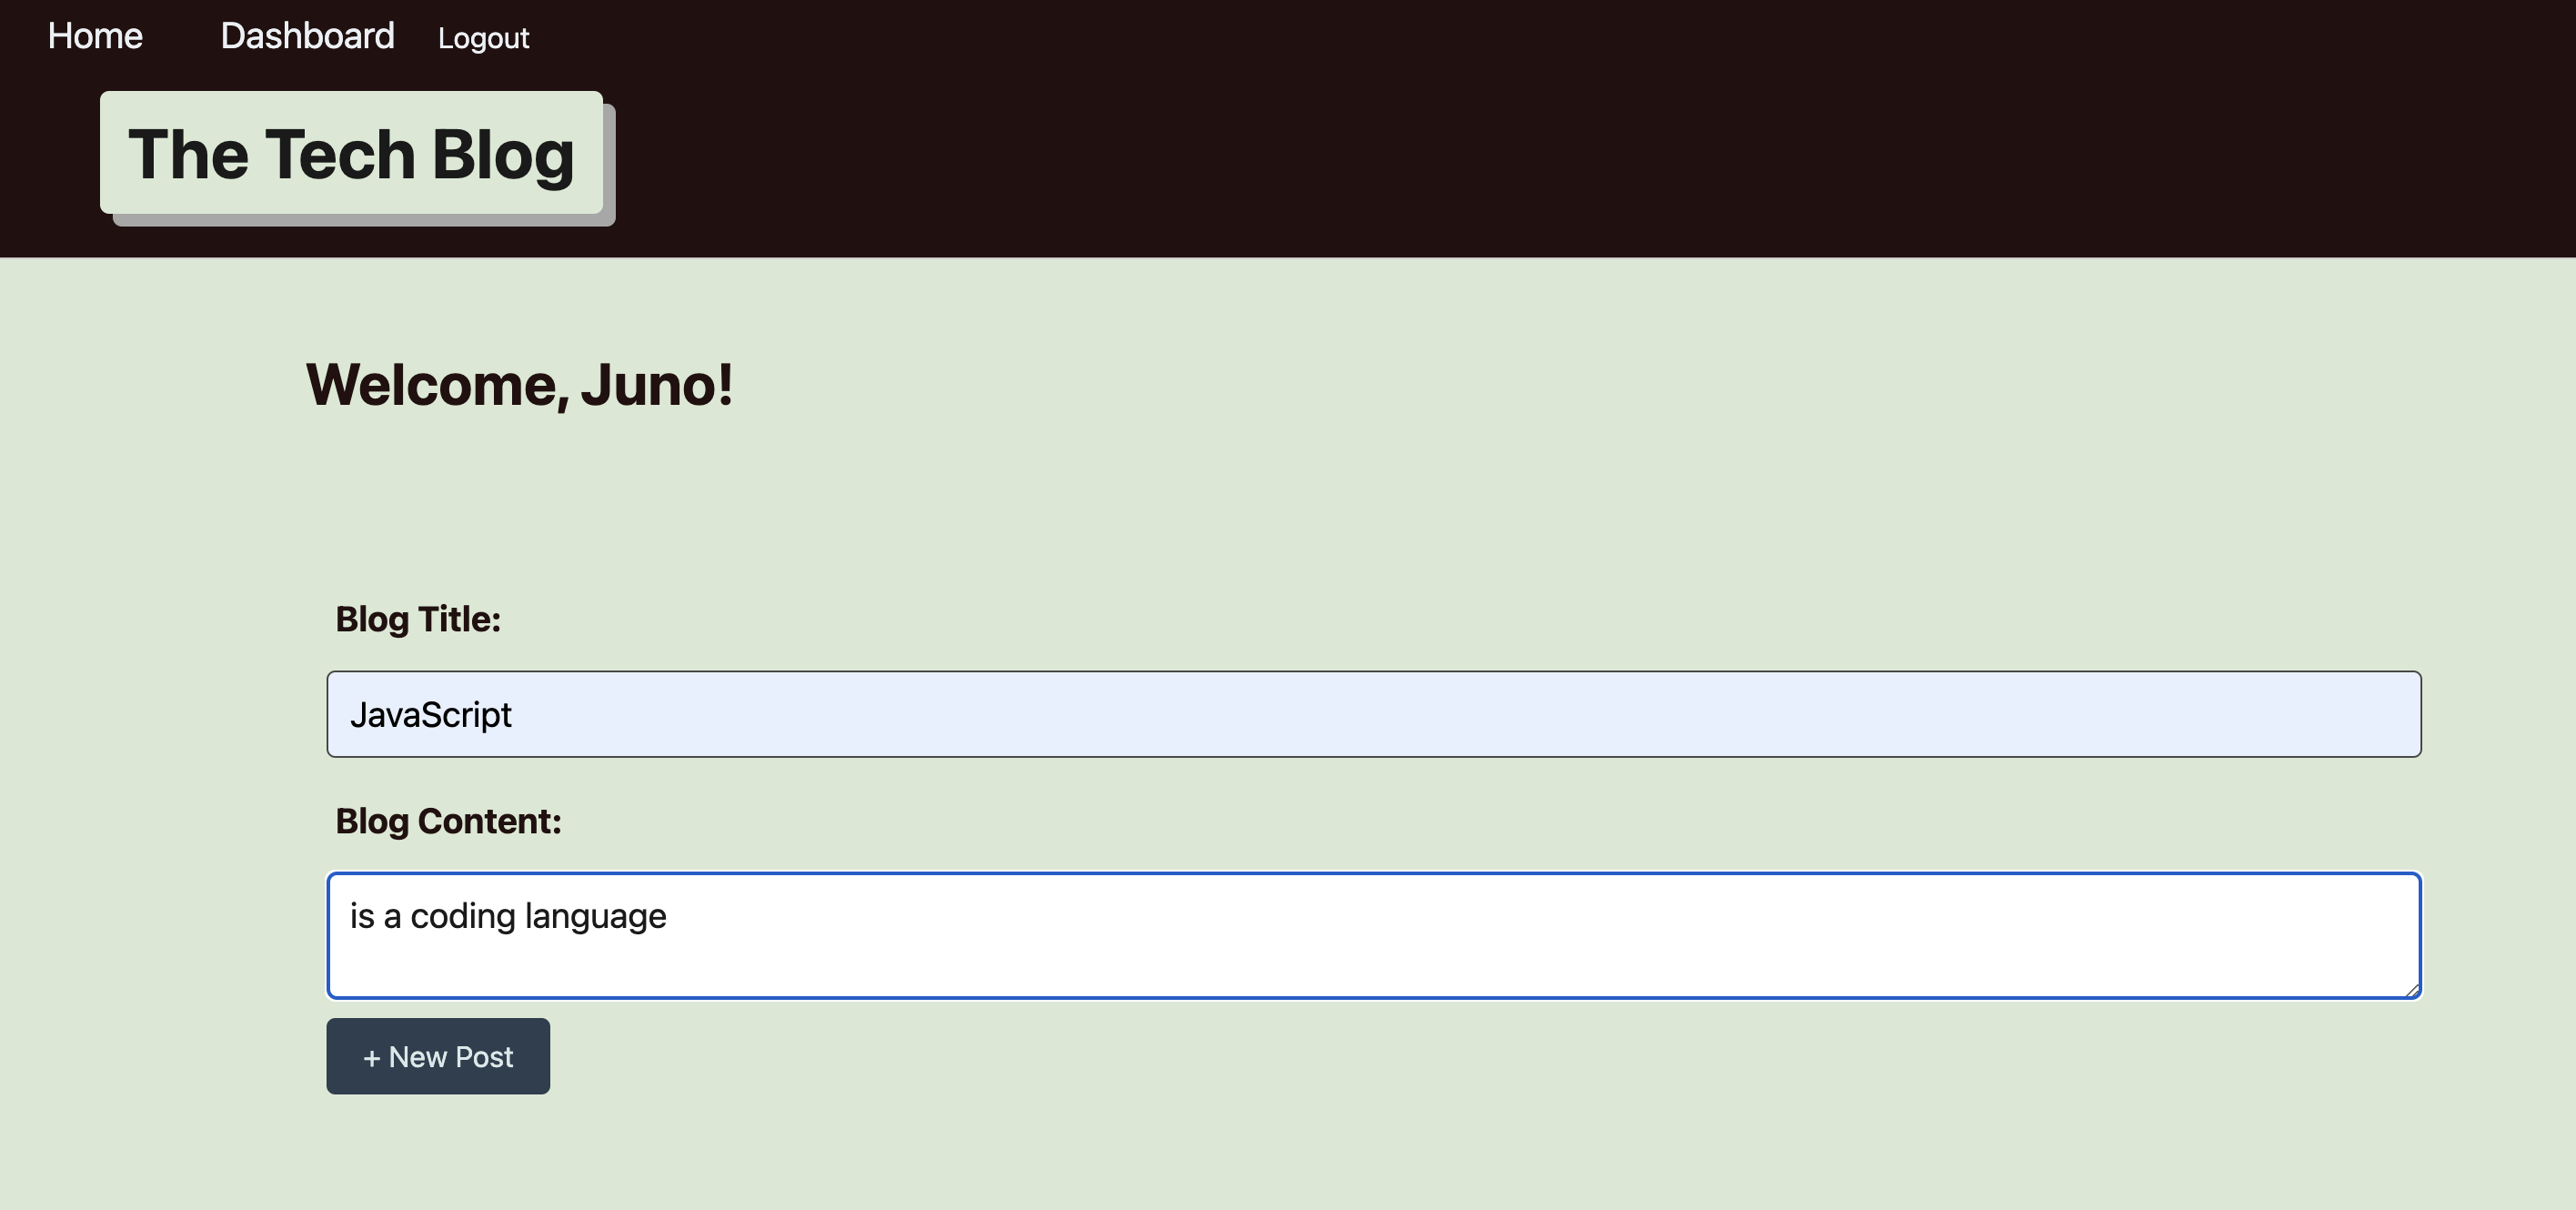 Home Dashboard Logout
The Tech Blog
Welcome, Juno!
Blog Title:
JavaScript
Blog Content:
is a coding language
+ New Post